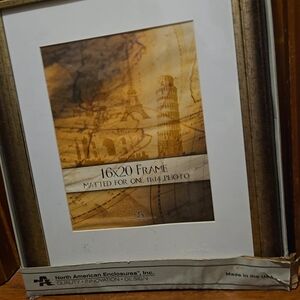 16x20 FRAME
MATTED FOR ONE 11x14 PHOTO
North American Enclosures, Inc.
QUALITY • INNOVATION • DESIGN
Made in the USA